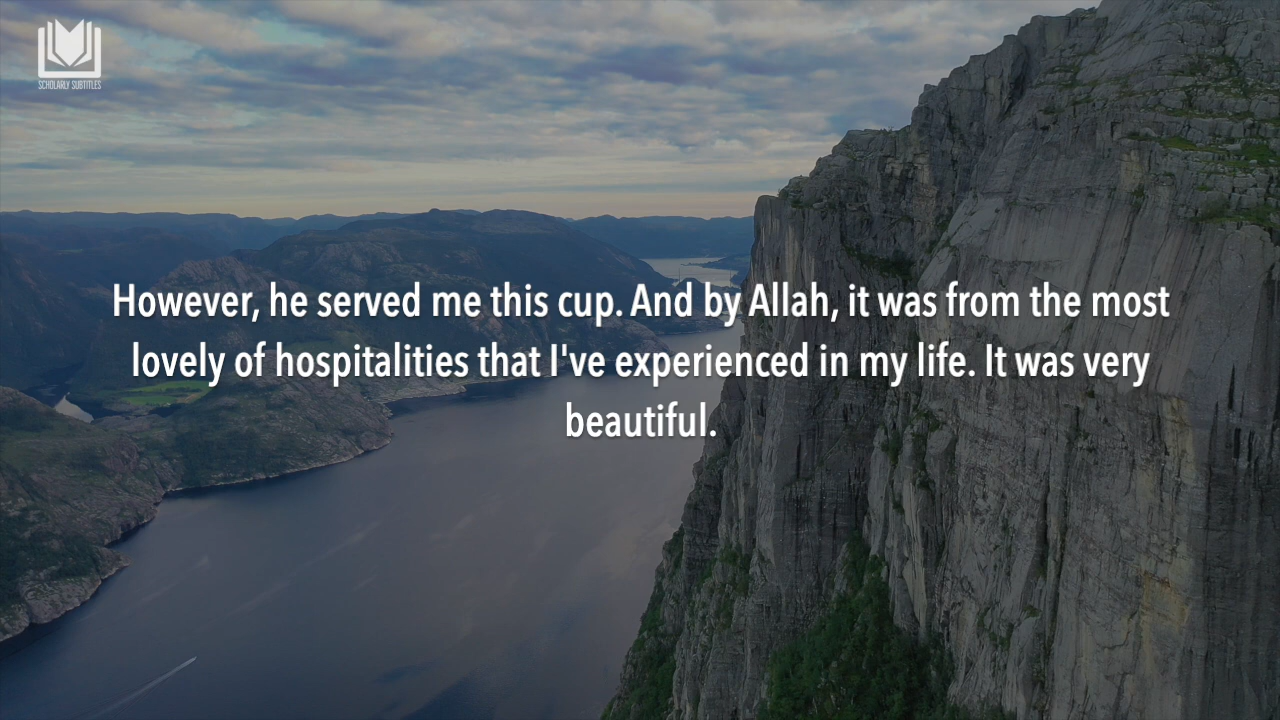 SCHOLARLY SUBTITLES
However, he served me this cup. And by Allah, it was from the most
lovely of hospitalities that I've experienced in my life. It was very
beautiful.